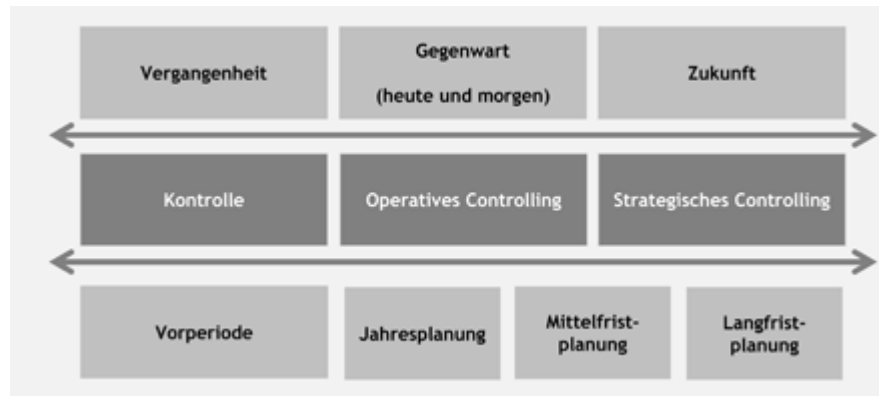 Vergangenheit
Gegenwart
(heute und morgen)
Zukunft
Kontrolle
Operatives Controlling
Strategisches Controlling
Vorperiode
Jahresplanung
Mittelfrist-
planung
Langfrist-
planung